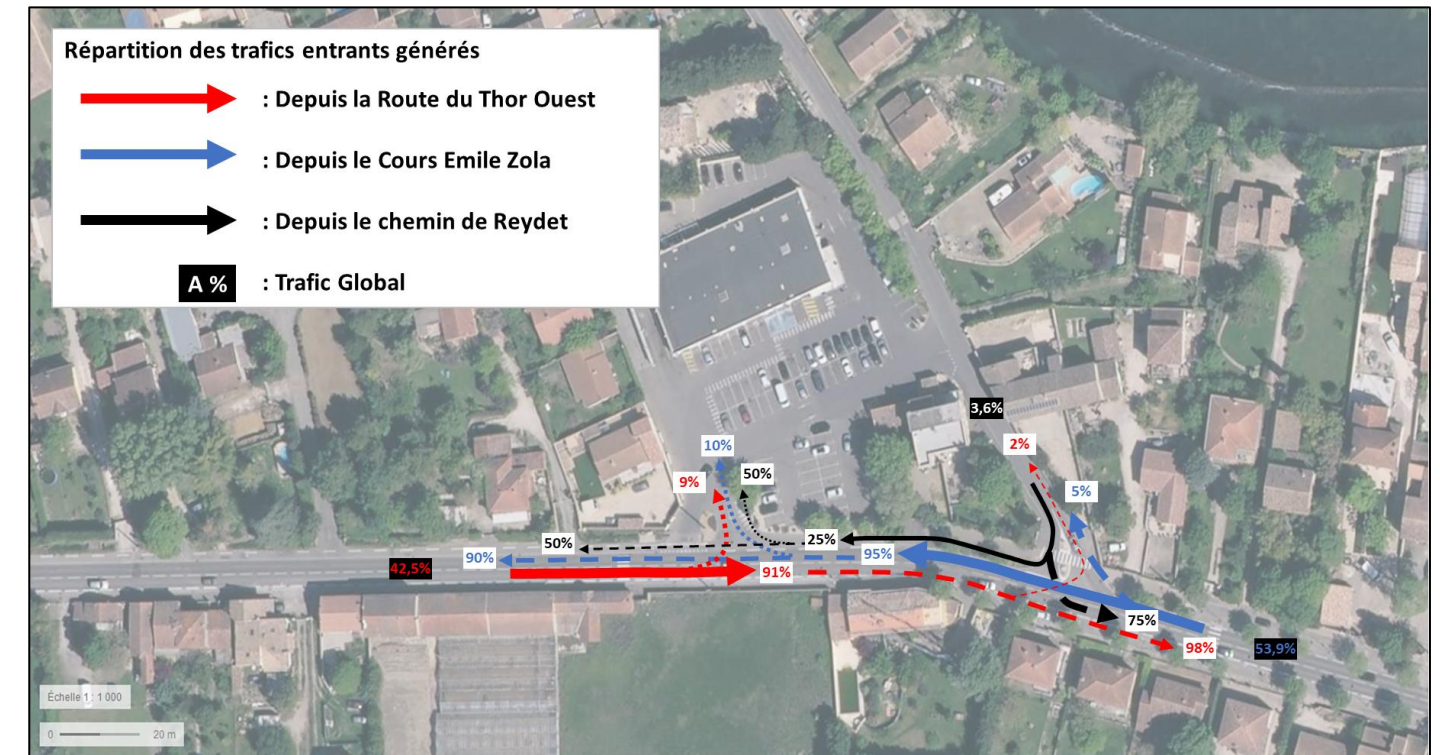 Répartition des trafics entrants générés
: Depuis la Route du Thor Ouest
: Depuis le Cours Emile Zola
: Depuis le chemin de Reydet
A % : Trafic Global
3,6%
2%
10%
50%
9%
5%
50%
25%
90%
95%
42,5%
91%
75%
98%
53,9%
Échelle 1 : 1 000
0 20 m